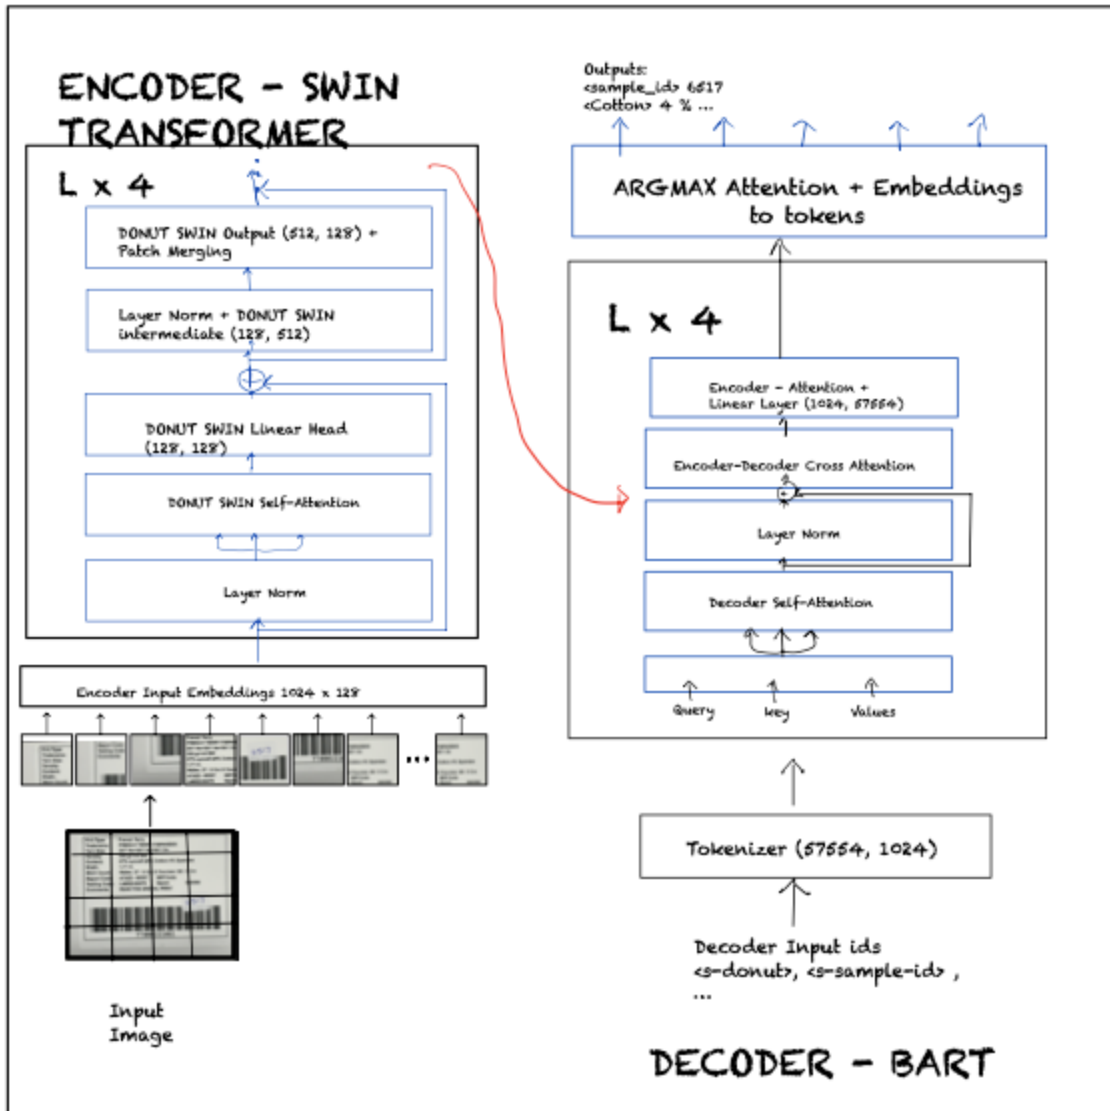 ENCODER - SWIN
TRANSFORMER
L x 4
DONUT SWIN Output (512, 128) +
Patch Merging
Layer Norm + DONUT SWIN
intermediate (128, 512)
DONUT SWIN Linear Head
(128, 128)
DONUT SWIN Self-Attention
Layer Norm
Encoder Input Embeddings 1024 x 128
...
Input
Image
Outputs:
<sample_id> 6517
<Cotton> 4 % ...
ARGMAX Attention + Embeddings
to tokens
L x 4
Encoder - Attention +
Linear Layer (1024, 57554)
Encoder-Decoder Cross Attention
Layer Norm
Decoder Self-Attention
Query
key
Values
Tokenizer (57554, 1024)
Decoder Input ids
<s-donut>, <s-sample-id> ,
...
DECODER - BART